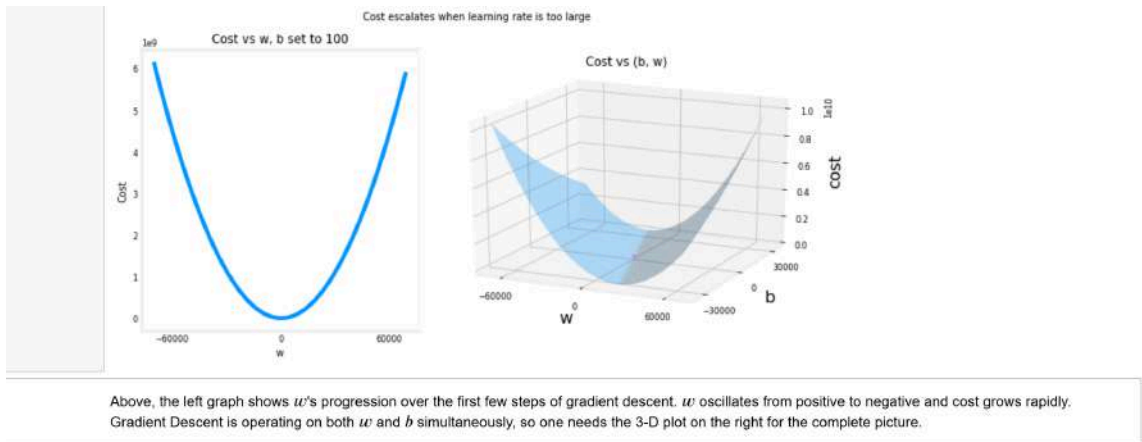 Cost escalates when learning rate is too large
Cost vs w, b set to 100
1e9
6
5
4
3
2
1
0
Cost
−60000
0
60000
w
Cost vs (b, w)
1.0
0.8
0.6
0.4
0.2
0.0
1e10
cost
30000
0
−30000
b
−60000
0
60000
w
Above, the left graph shows w's progression over the first few steps of gradient descent. w oscillates from positive to negative and cost grows rapidly.
Gradient Descent is operating on both w and b simultaneously, so one needs the 3-D plot on the right for the complete picture.